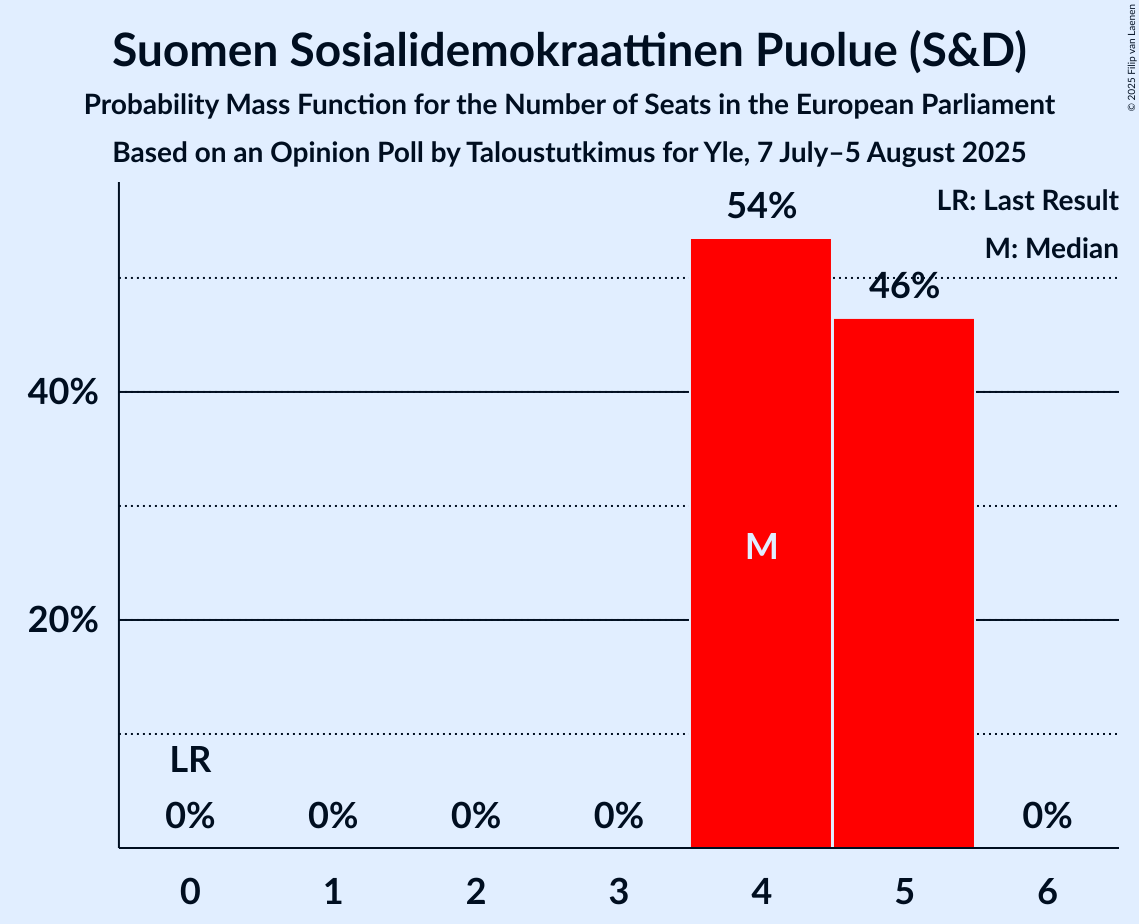 Suomen Sosialidemokraattinen Puolue (S&D)
Probability Mass Function for the Number of Seats in the European Parliament
Based on an Opinion Poll by Taloustutkimus for Yle, 7 July–5 August 2025
© 2025 Filip van Laenen
LR: Last Result
M: Median
54%
46%
40%
20%
M
LR
0% 0% 0% 0% 0%
0 1 2 3 4 5 6